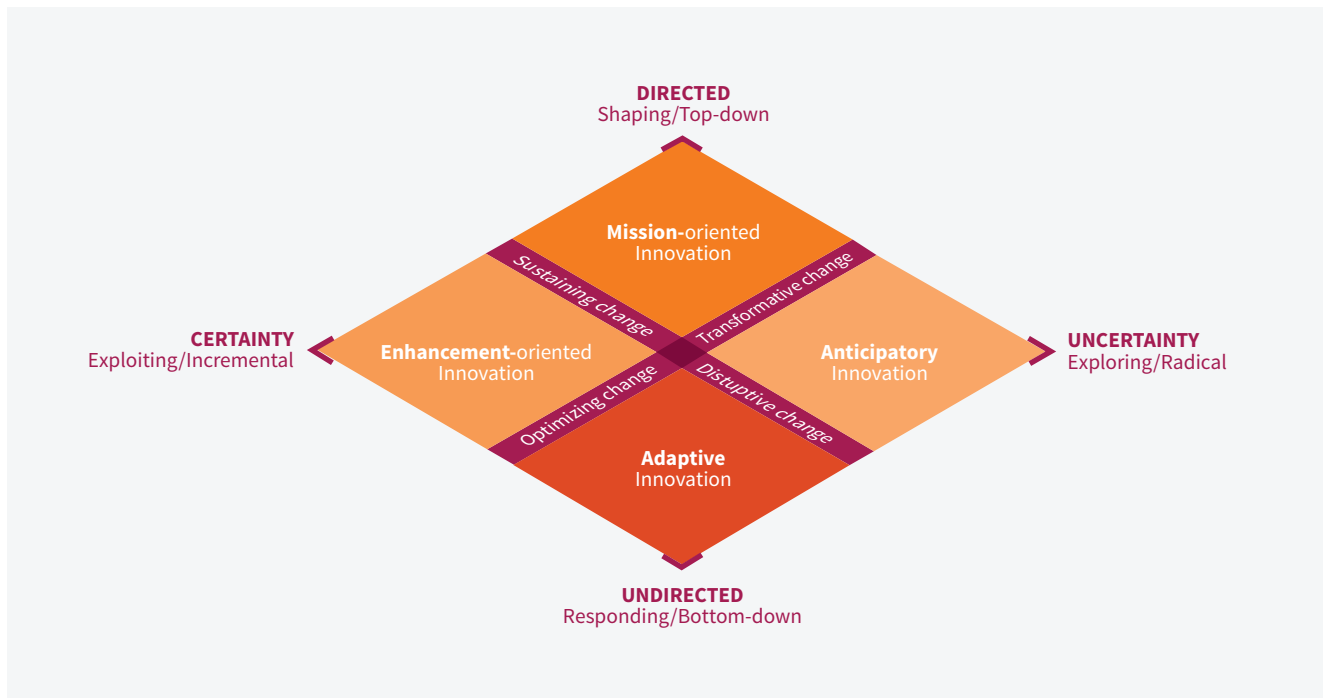 DIRECTED
Shaping/Top-down
Mission-oriented
Innovation
Sustaining change
Transformative change
CERTAINTY
Exploiting/Incremental
Enhancement-oriented
Innovation
Anticipatory
Innovation
UNCERTAINTY
Exploring/Radical
Optimizing change
Distuptive change
Adaptive
Innovation
UNDIRECTED
Responding/Bottom-down